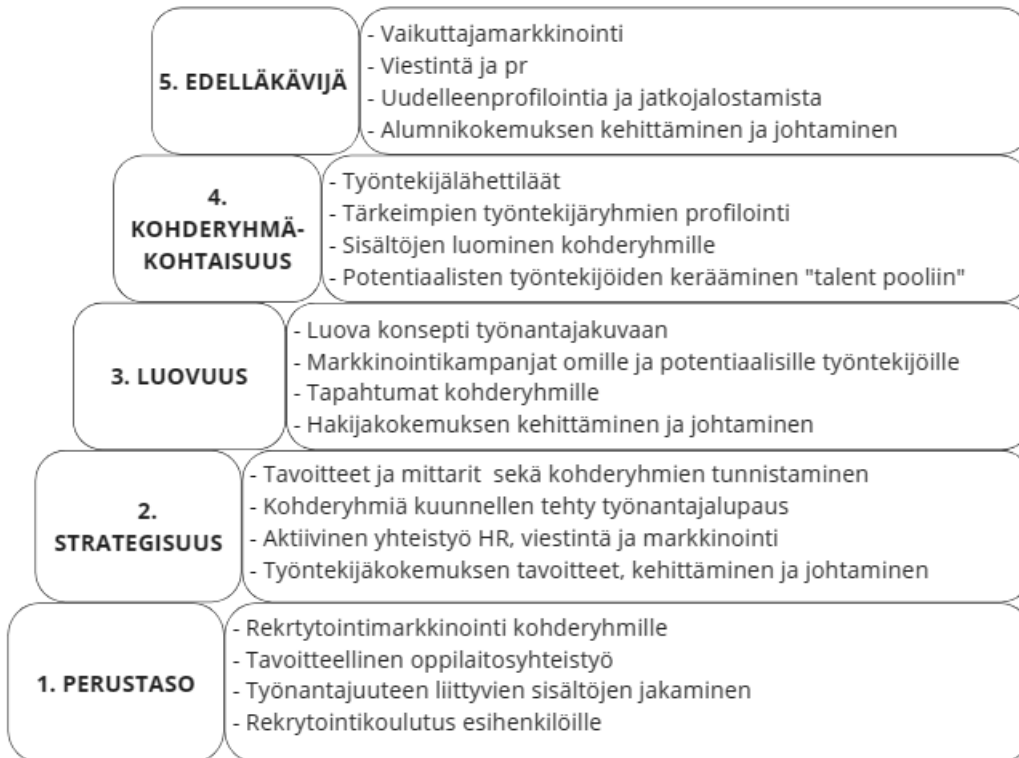 5. EDELLÄKÄVIJÄ
- Vaikuttajamarkkinointi
- Viestintä ja pr
- Uudelleenprofilointia ja jatkojalostamista
- Alumnikokemuksen kehittäminen ja johtaminen
4.
KOHDERYHMÄ-
KOHTAISUUS
- Työntekijälähettiläät
- Tärkeimpien työntekijäryhmien profilointi
- Sisältöjen luominen kohderyhmille
- Potentiaalisten työntekijöiden kerääminen "talent pooliin"
3. LUOVUUS
- Luova konsepti työnantajakuvaan
- Markkinointikampanjat omille ja potentiaalisille työntekijöille
- Tapahtumat kohderyhmille
- Hakijakokemuksen kehittäminen ja johtaminen
2.
STRATEGISUUS
- Tavoitteet ja mittarit  sekä kohderyhmien tunnistaminen
- Kohderyhmiä kuunnellen tehty työnantajalupaus
- Aktiivinen yhteistyö HR, viestintä ja markkinointi
- Työntekijäkokemuksen tavoitteet, kehittäminen ja johtaminen
1. PERUSTASO
- Rekrtytointimarkkinointi kohderyhmille
- Tavoitteellinen oppilaitosyhteistyö
- Työnantajuuteen liittyvien sisältöjen jakaminen
- Rekrytointikoulutus esihenkilöille